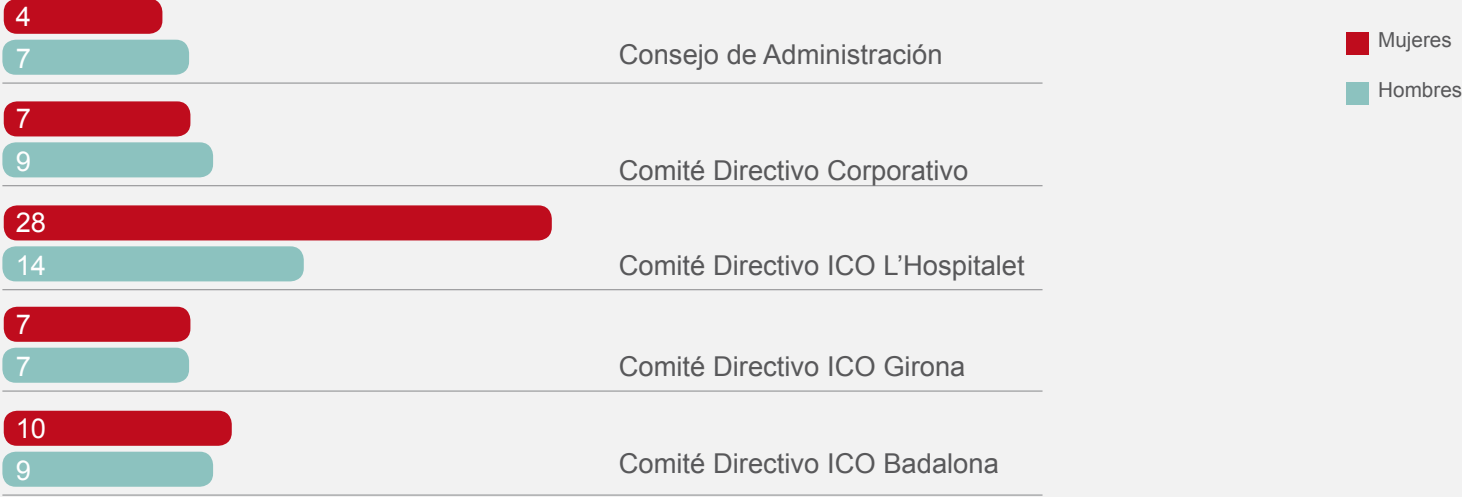 4
7
Consejo de Administración
7
9
Comité Directivo Corporativo
28
14
Comité Directivo ICO L’Hospitalet
7
7
Comité Directivo ICO Girona
10
9
Comité Directivo ICO Badalona
Mujeres
Hombres